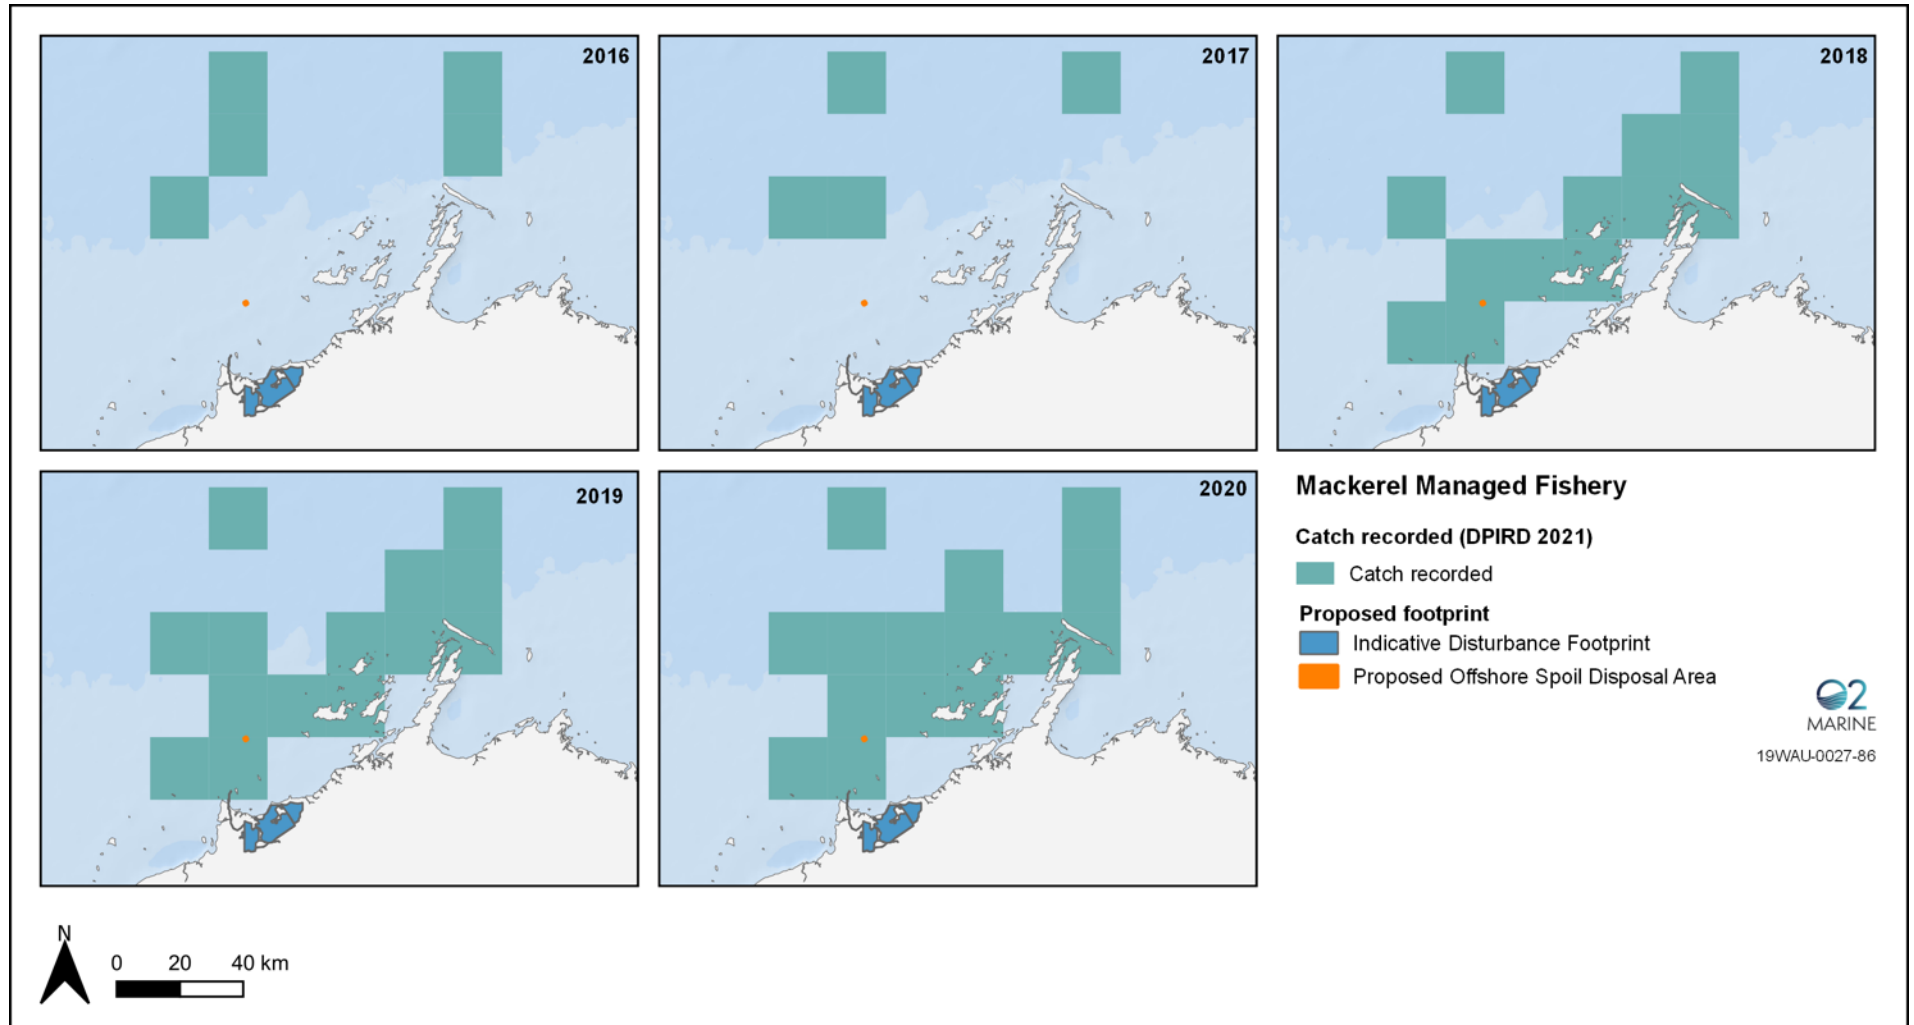 2016
2017
2018
2019
2020
Mackerel Managed Fishery
Catch recorded (DPIRD 2021)
Catch recorded
Proposed footprint
Indicative Disturbance Footprint
Proposed Offshore Spoil Disposal Area
O2
MARINE
19WAU-0027-86
N
0 20 40 km